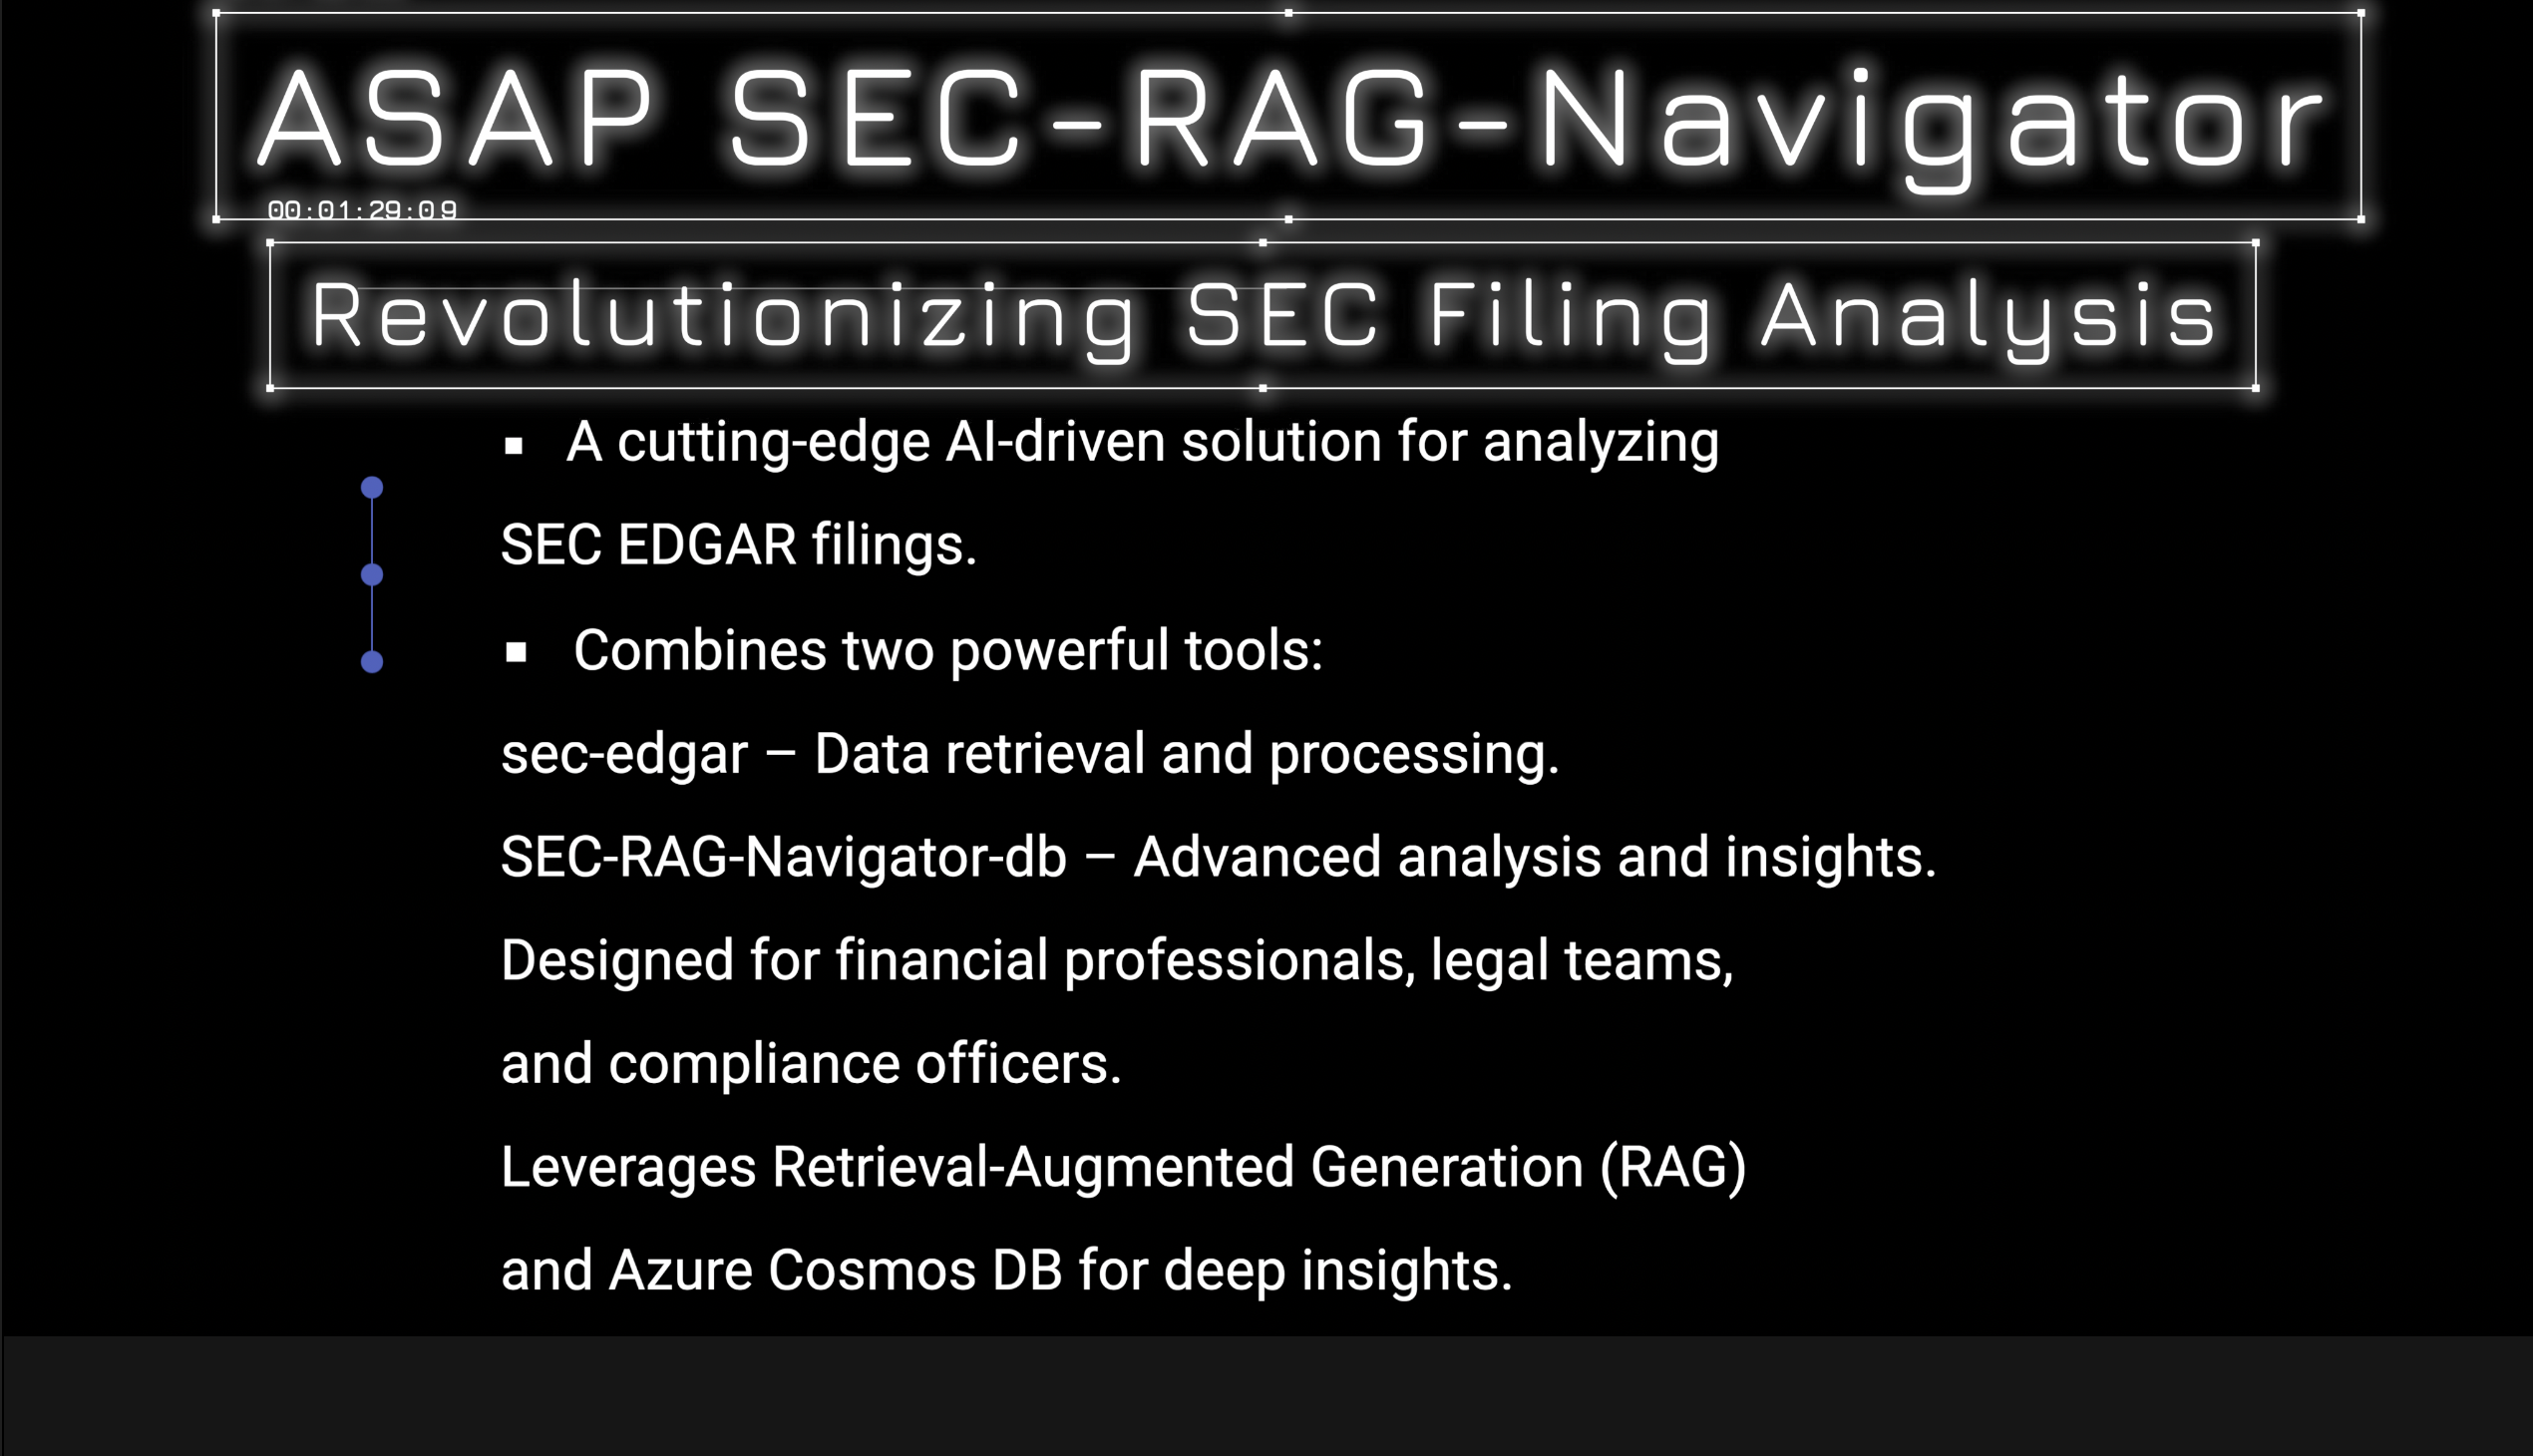 ASAP SEC-RAG-Navigator
00:01:29:09
Revolutionizing SEC Filing Analysis
▪ A cutting-edge AI-driven solution for analyzing
SEC EDGAR filings.
▪ Combines two powerful tools:
sec-edgar – Data retrieval and processing.
SEC-RAG-Navigator-db – Advanced analysis and insights.
Designed for financial professionals, legal teams,
and compliance officers.
Leverages Retrieval-Augmented Generation (RAG)
and Azure Cosmos DB for deep insights.